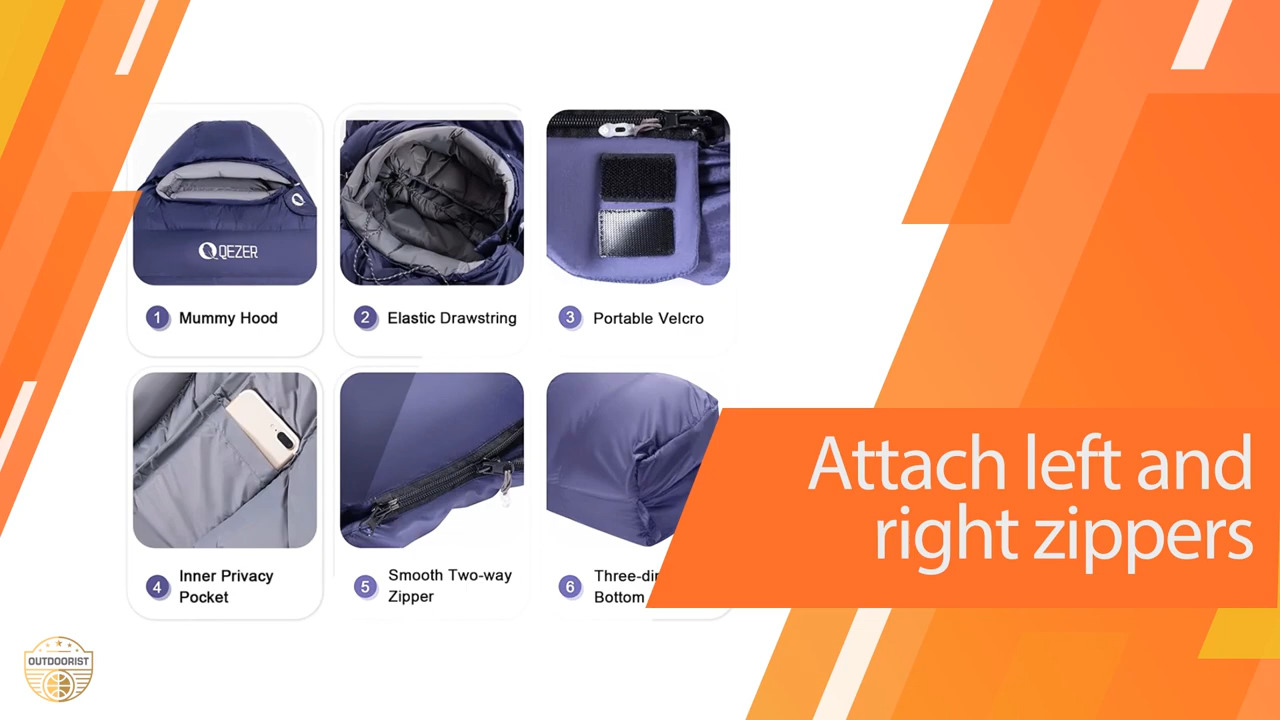 QEZER
1 Mummy Hood
2 Elastic Drawstring
3 Portable Velcro
4 Inner Privacy
Pocket
5 Smooth Two-way
Zipper
6
Bottom
Attach left and
right zippers
OUTDOORIST